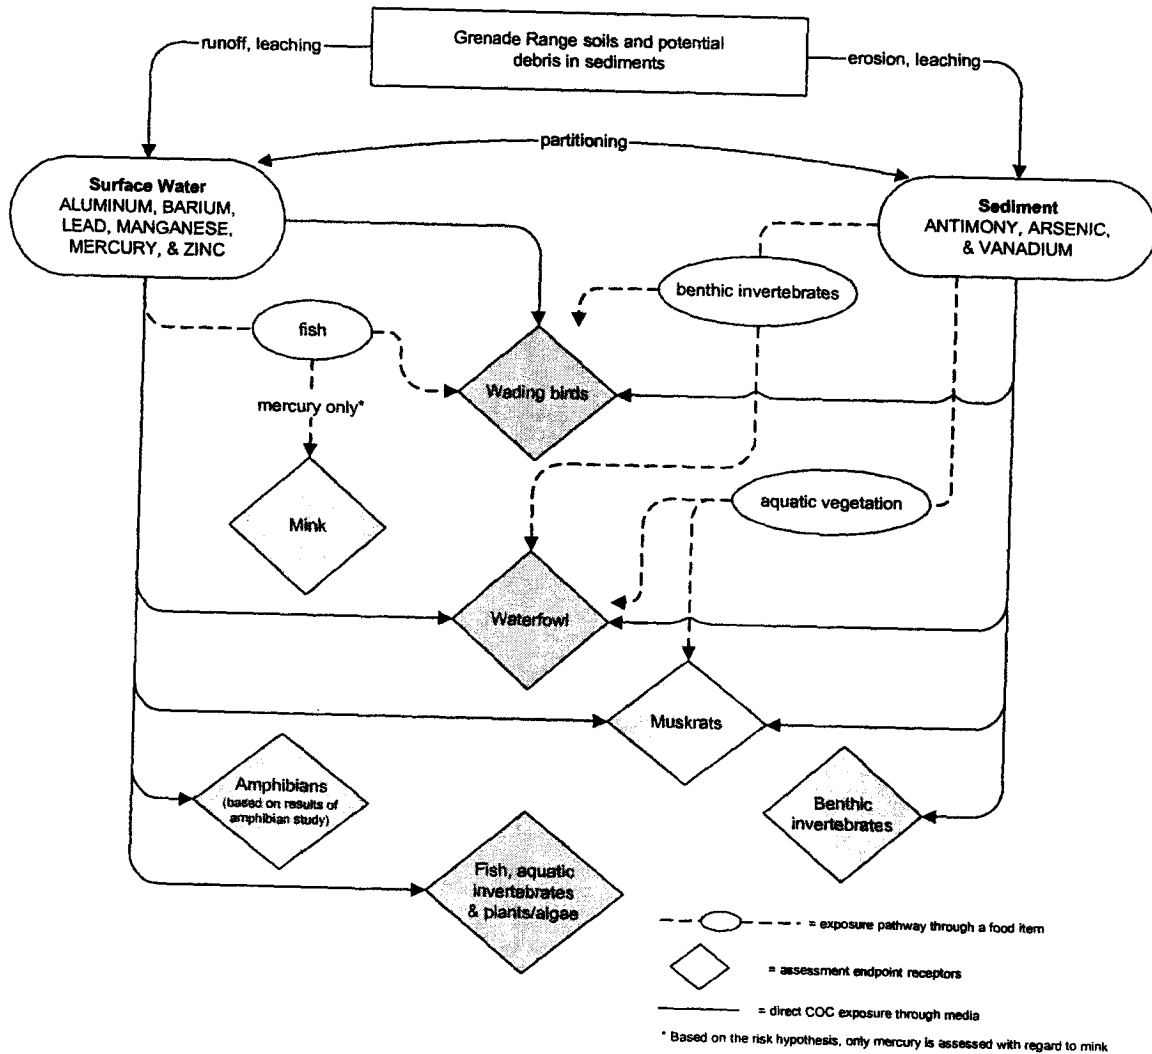 Grenade Range soils and potential
debris in sediments
runoff, leaching
erosion, leaching
partitioning
Surface Water
ALUMINUM, BARIUM,
LEAD, MANGANESE,
MERCURY, & ZINC
Sediment
ANTIMONY, ARSENIC,
& VANADIUM
benthic invertebrates
fish
Wading birds
mercury only*
aquatic vegetation
Mink
Waterfowl
Muskrats
Amphibians
(based on results of
amphibian study)
Benthic
invertebrates
Fish, aquatic
invertebrates
& plants/algae
= exposure pathway through a food item
= assessment endpoint receptors
= direct COC exposure through media
* Based on the risk hypothesis, only mercury is assessed with regard to mink